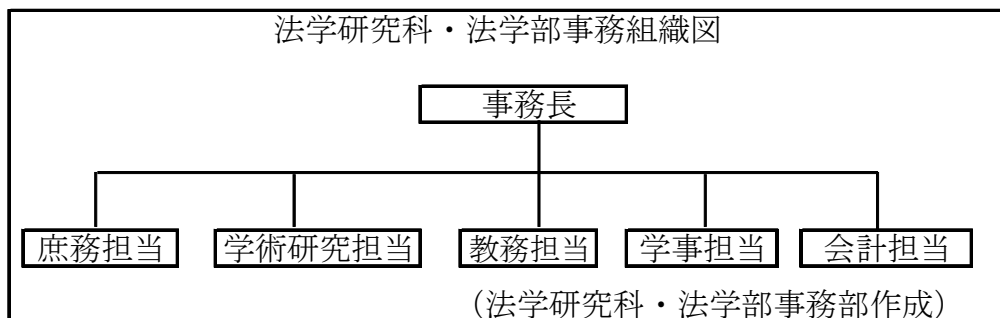 法学研究科・法学部事務組織図
事務長
庶務担当 学術研究担当 教務担当 学事担当 会計担当
（法学研究科・法学部事務部作成）